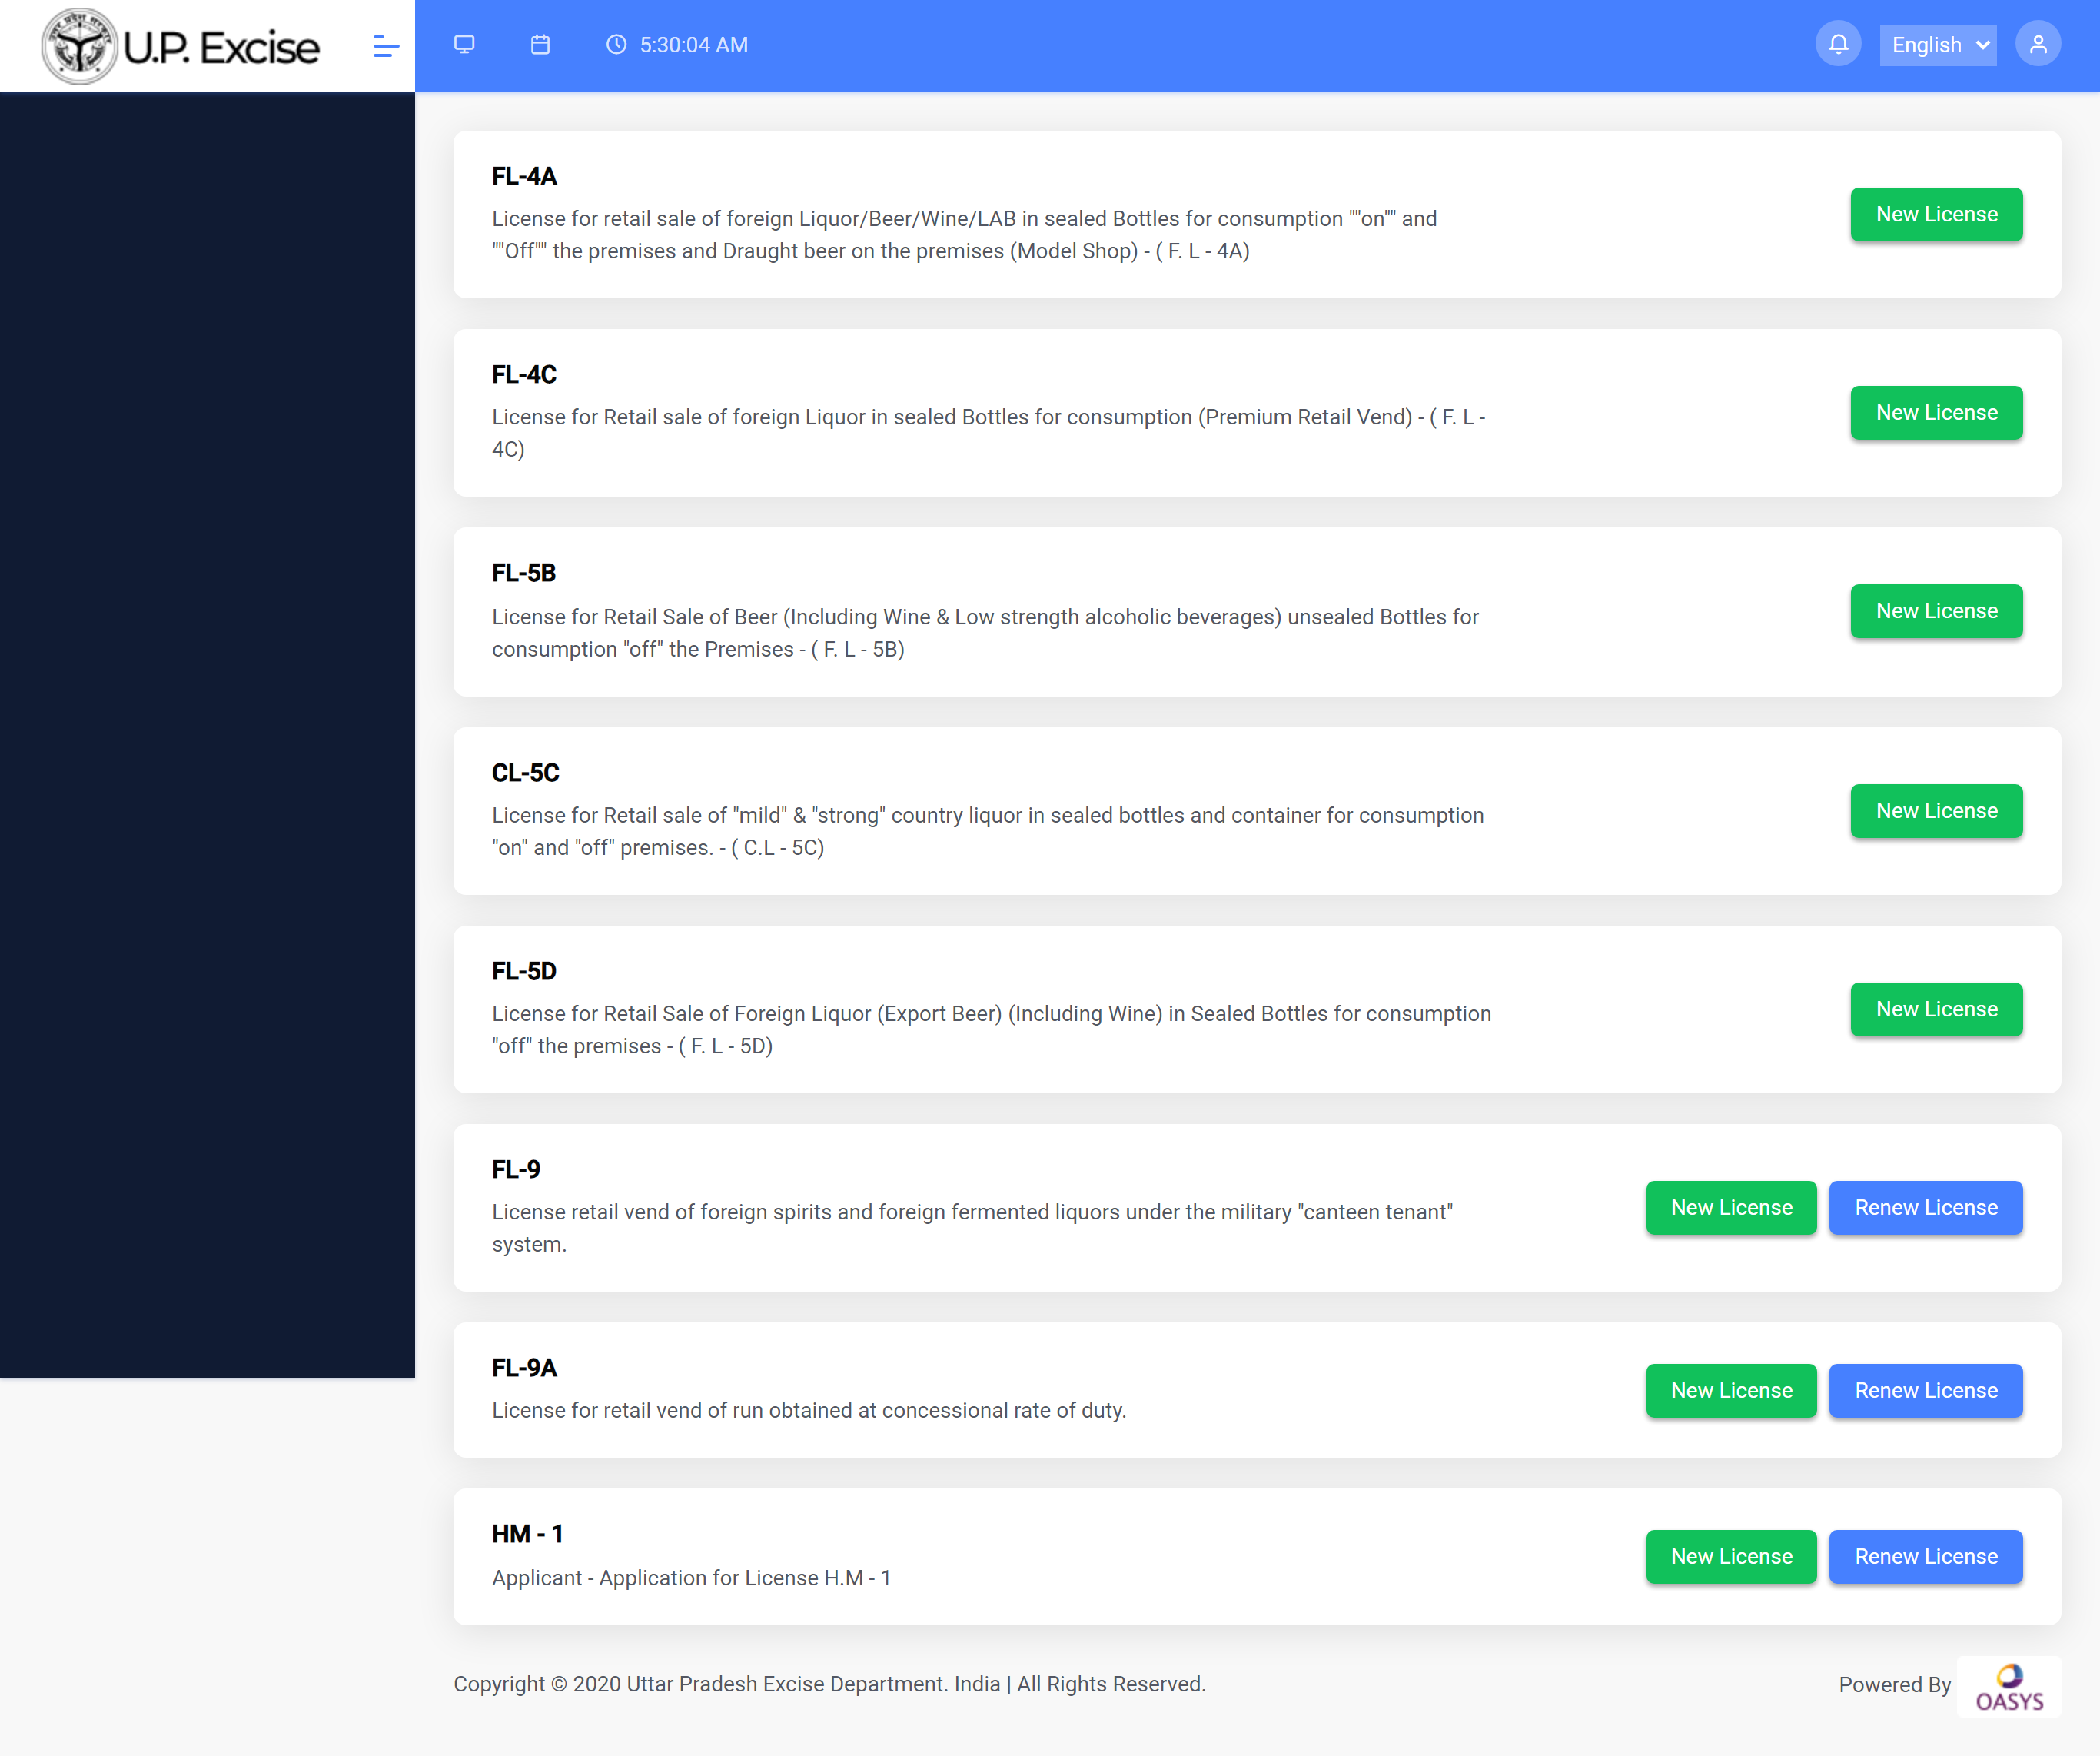 उत्तर प्रदेश सरकार
U.P. Excise
5:30:04 AM
English
FL-4A
License for retail sale of foreign Liquor/Beer/Wine/LAB in sealed Bottles for consumption ""on"" and
""Off"" the premises and Draught beer on the premises (Model Shop) - ( F. L - 4A)
New License
FL-4C
License for Retail sale of foreign Liquor in sealed Bottles for consumption (Premium Retail Vend) - ( F. L -
4C)
New License
FL-5B
License for Retail Sale of Beer (Including Wine & Low strength alcoholic beverages) unsealed Bottles for
consumption "off" the Premises - ( F. L - 5B)
New License
CL-5C
License for Retail sale of "mild" & "strong" country liquor in sealed bottles and container for consumption
"on" and "off" premises. - ( C.L - 5C)
New License
FL-5D
License for Retail Sale of Foreign Liquor (Export Beer) (Including Wine) in Sealed Bottles for consumption
"off" the premises - ( F. L - 5D)
New License
FL-9
License retail vend of foreign spirits and foreign fermented liquors under the military "canteen tenant"
system.
New License Renew License
FL-9A
License for retail vend of run obtained at concessional rate of duty.
New License Renew License
HM - 1
Applicant - Application for License H.M - 1
New License Renew License
Copyright © 2020 Uttar Pradesh Excise Department. India | All Rights Reserved.
Powered By OASYS